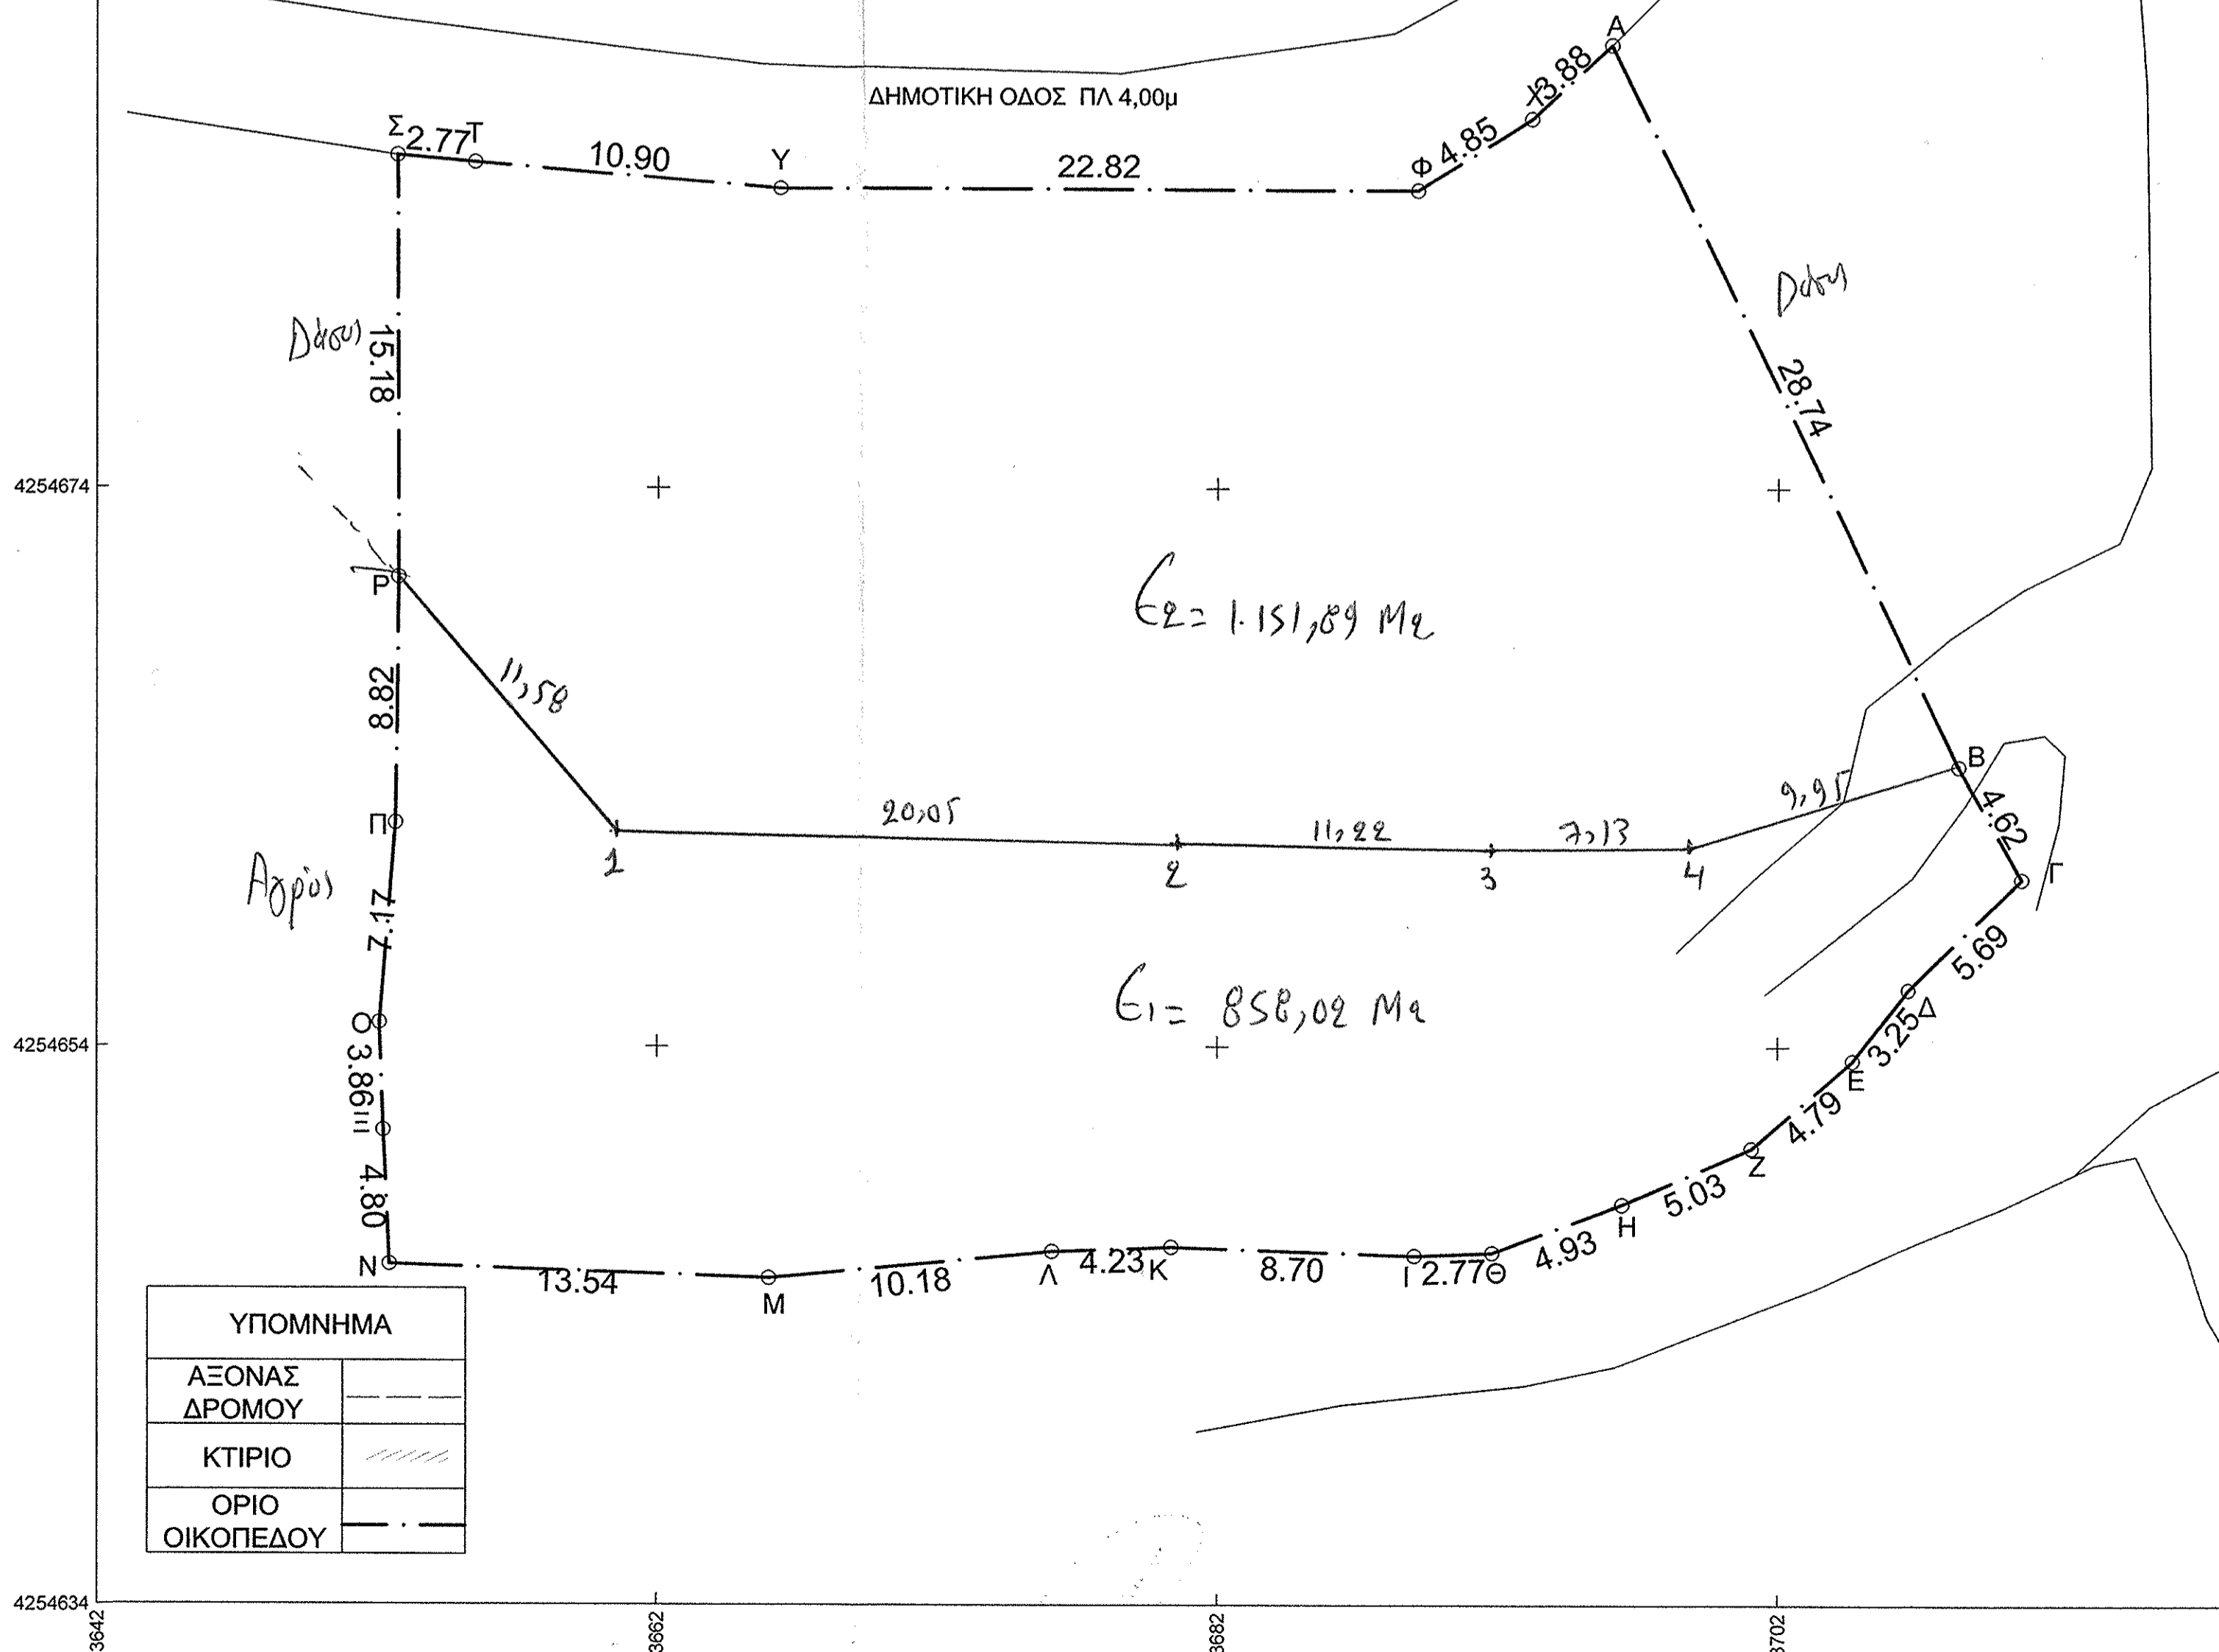 Α
Χ 3.88
ΔΗΜΟΤΙΚΗ ΟΔΟΣ ΠΛ 4,00μ
Σ 2.77 Τ
10.90
Υ
22.82
Φ 4.85
Δάσος
15.18
Δάσος
28.74
4254674
Ρ
11,58
8.82
Ε2= 1.151,89 Μ2
Β
9,95
4.62
Π
1
20,05
2
11,22
3
7,13
4
Γ
Αγρός
7.17
5.69
Ε1= 858,02 Μ2
Ο
Δ
3.25
4254654
3.86
Ε
Ξ
4.79
Ζ
4.80
5.03
Η
Ν
13.54
Μ
10.18
Λ
4.23
Κ
8.70
Ι
2.77
Θ
4.93
ΥΠΟΜΝΗΜΑ
ΑΞΟΝΑΣ
ΔΡΟΜΟΥ
ΚΤΙΡΙΟ
ΟΡΙΟ
ΟΙΚΟΠΕΔΟΥ
4254634
3642
3662
3682
3702